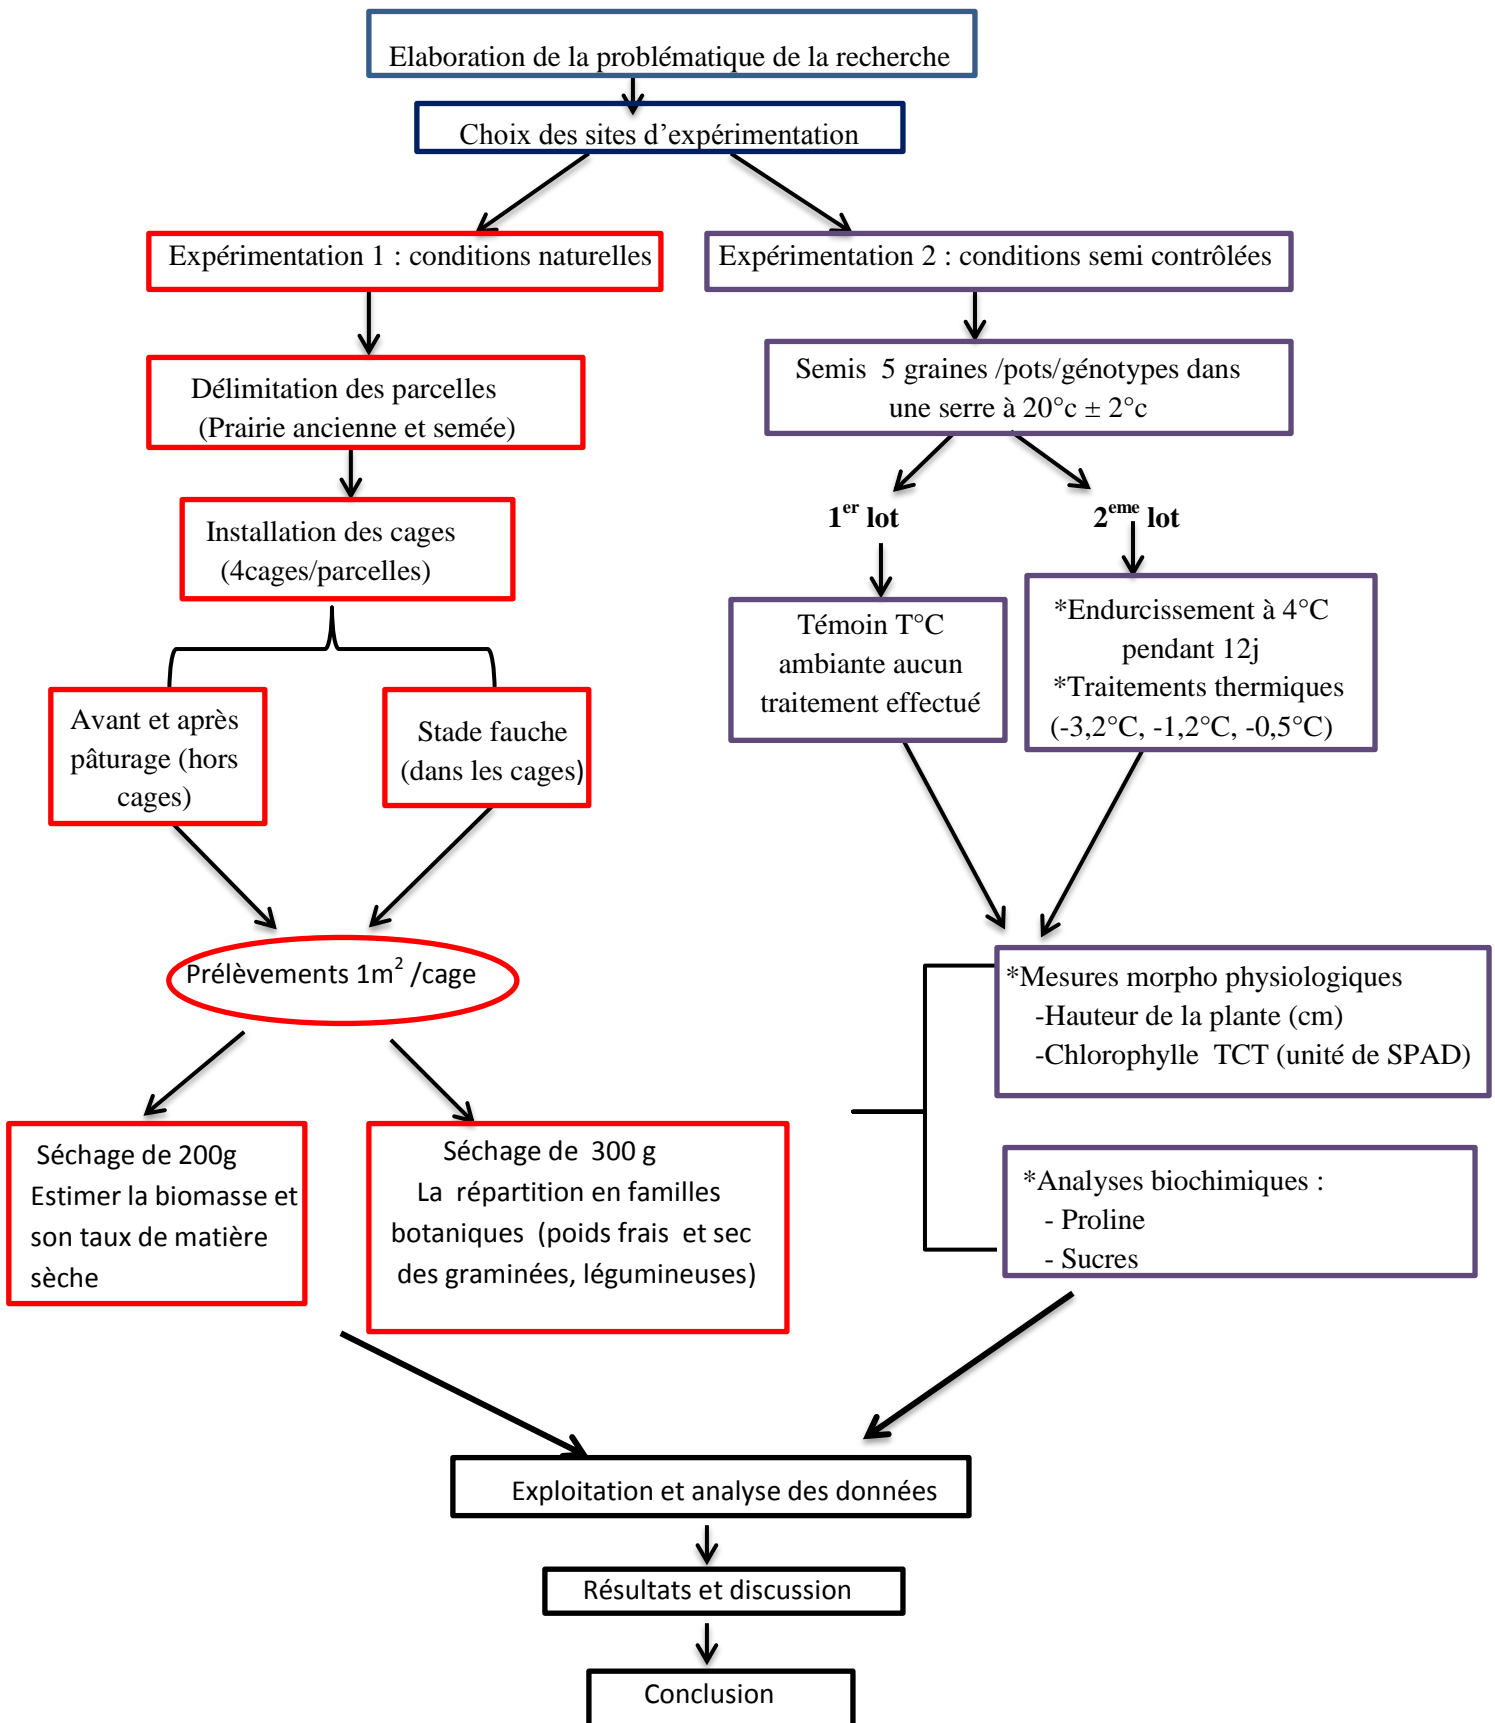 Elaboration de la problématique de la recherche
Choix des sites d’expérimentation
Expérimentation 1 : conditions naturelles
Expérimentation 2 : conditions semi contrôlées
Délimitation des parcelles
(Prairie ancienne et semée)
Semis  5 graines /pots/génotypes dans
une serre à 20°c ± 2°c
Installation des cages
(4cages/parcelles)
1er lot
2eme lot
Témoin T°C
ambiante aucun
traitement effectué
*Endurcissement à 4°C
pendant 12j
*Traitements thermiques
(-3,2°C, -1,2°C, -0,5°C)
Avant et après
pâturage (hors
cages)
Stade fauche
(dans les cages)
Prélèvements 1m2 /cage
*Mesures morpho physiologiques
-Hauteur de la plante (cm)
-Chlorophylle  TCT (unité de SPAD)
Séchage de 200g
Estimer la biomasse et
son taux de matière
sèche
Séchage de  300 g
La  répartition en familles
botaniques  (poids frais  et sec
des graminées, légumineuses)
*Analyses biochimiques :
- Proline
- Sucres
Exploitation et analyse des données
Résultats et discussion
Conclusion